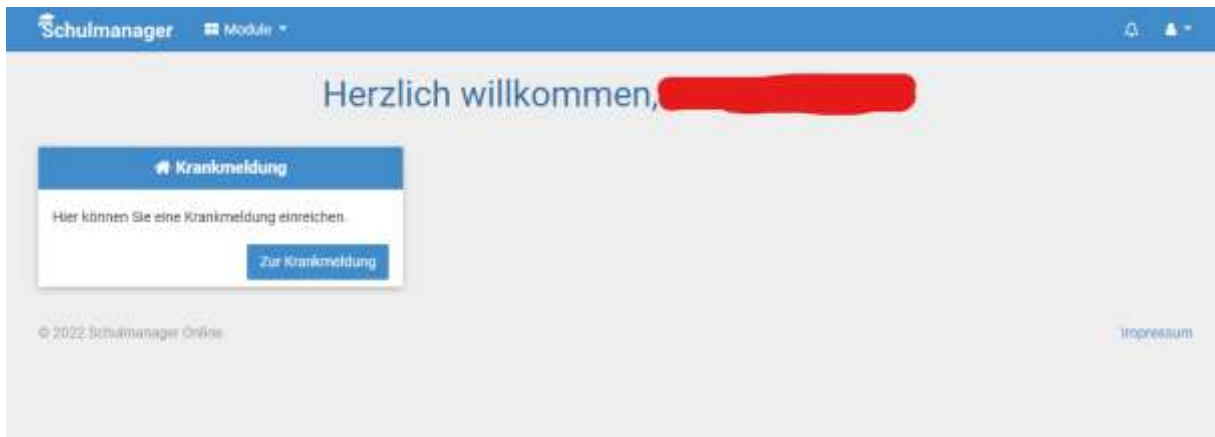 Schulmanager Module
Herzlich willkommen,
Krankmeldung
Hier können Sie eine Krankmeldung einreichen.
Zur Krankmeldung
© 2022 Schulmanager Online
Impressum